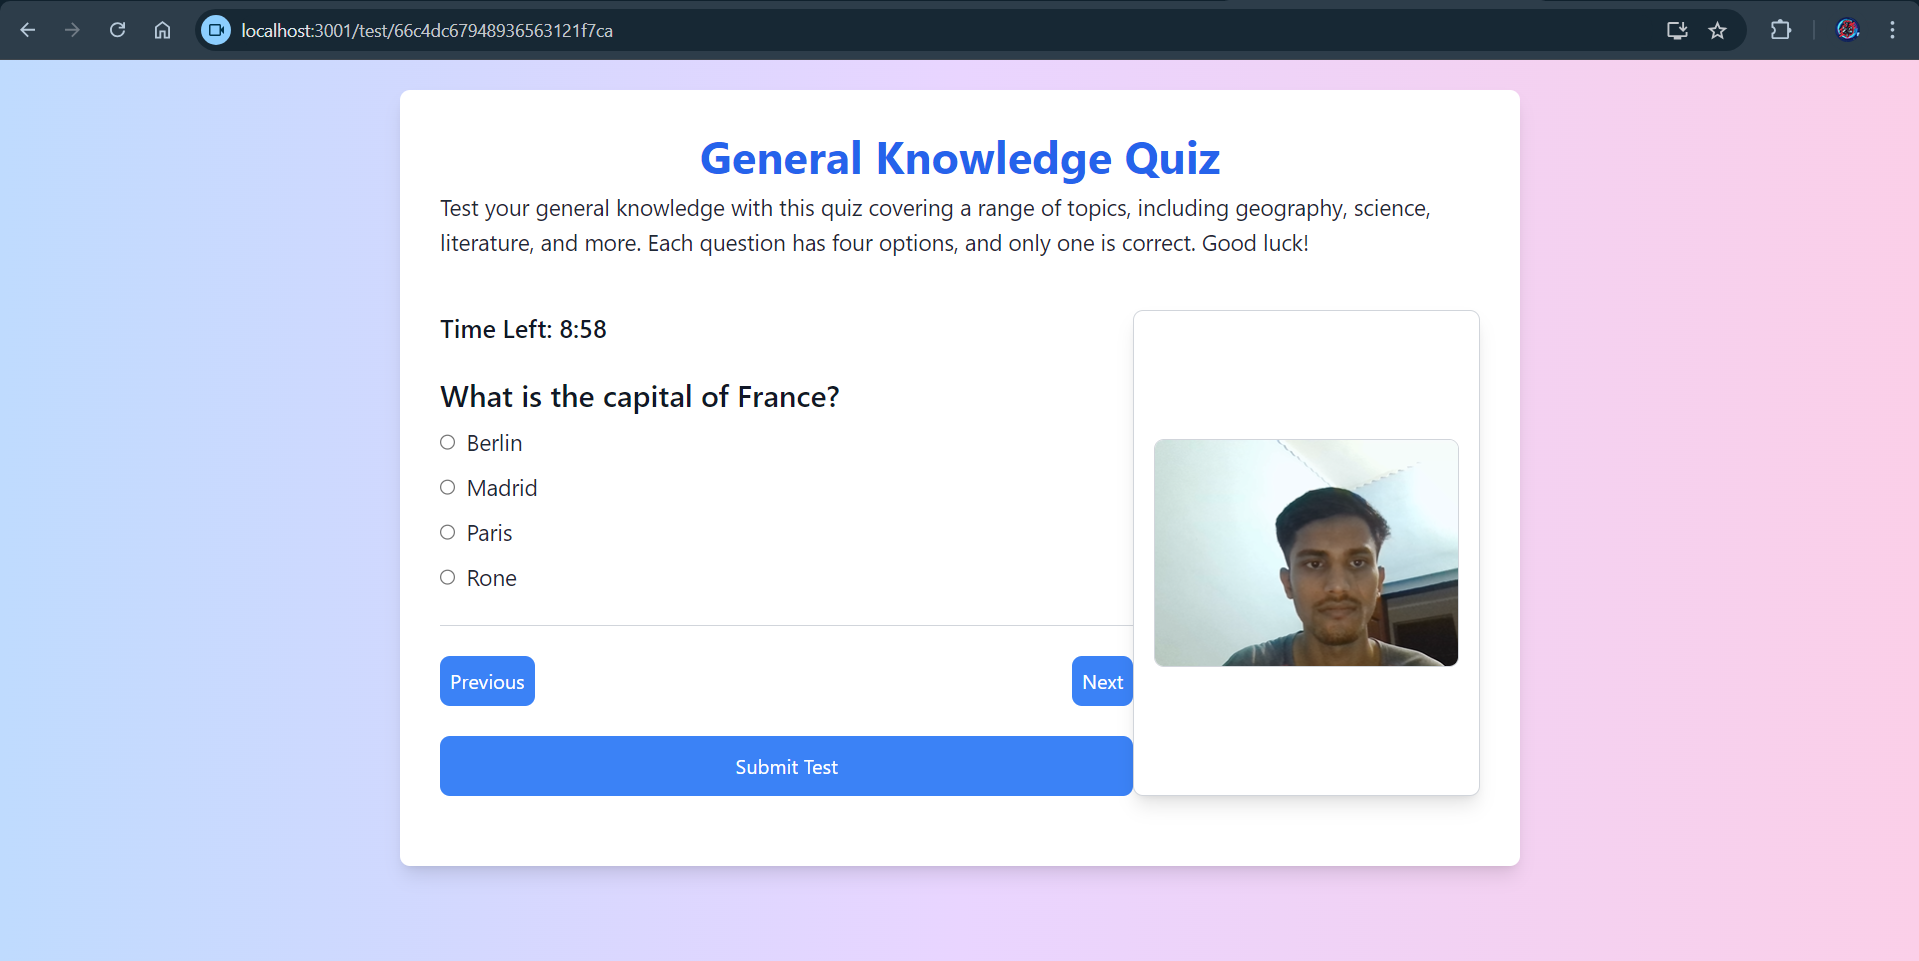 localhost:3001/test/66c4dc67948936563121f7ca
General Knowledge Quiz
Test your general knowledge with this quiz covering a range of topics, including geography, science,
literature, and more. Each question has four options, and only one is correct. Good luck!
Time Left: 8:58
What is the capital of France?
Berlin
Madrid
Paris
Rone
Previous
Next
Submit Test